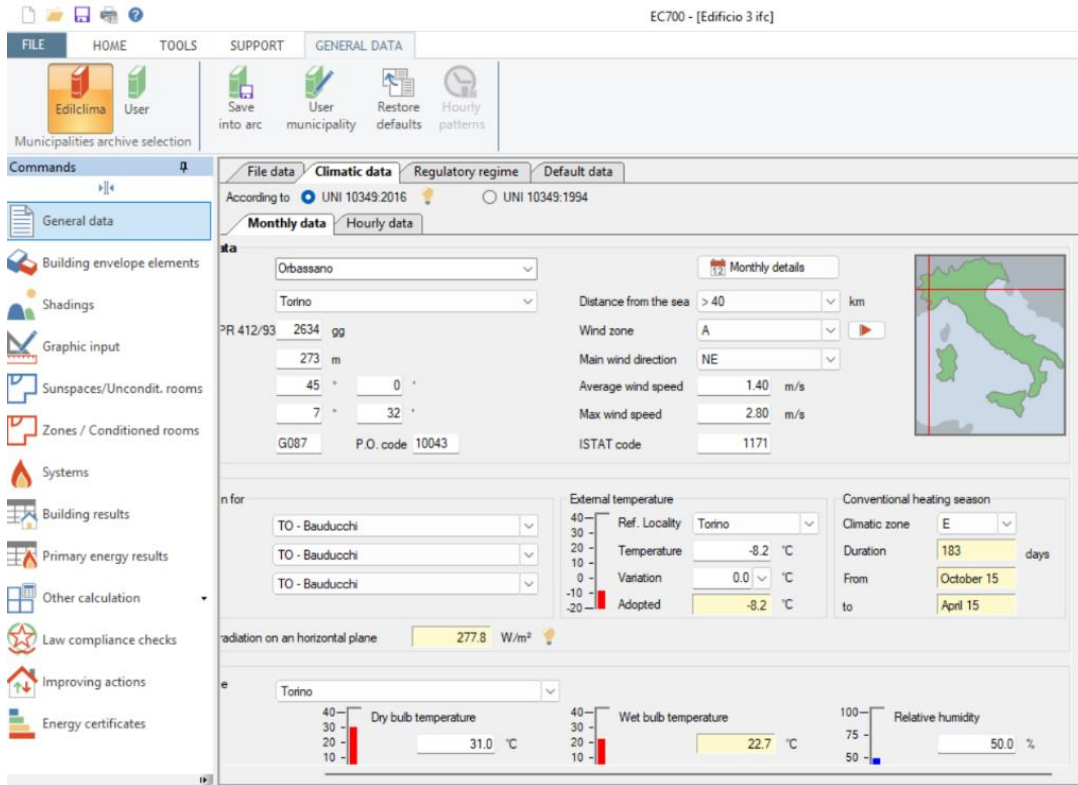 EC700 - [Edificio 3 ifc]
FILE HOME TOOLS SUPPORT GENERAL DATA
Edilclima
User
Municipalities archive selection
Save
into arc
User
municipality
Restore
defaults
Hourly
patterns
Commands
General data
Building envelope elements
Shadings
Graphic input
Sunspaces/Uncondit. rooms
Zones / Conditioned rooms
Systems
Building results
Primary energy results
Other calculation
Law compliance checks
Improving actions
Energy certificates
File data Climatic data Regulatory regime Default data
According to UNI 10349:2016 UNI 10349:1994
Monthly data Hourly data
ata
Orbassano
Torino
PR 412/93 2634 gg
273 m
45 ° 0 '
7 ° 32 '
G087 P.O. code 10043
12 Monthly details
Distance from the sea > 40 km
Wind zone A
Main wind direction NE
Average wind speed 1.40 m/s
Max wind speed 2.80 m/s
ISTAT code 1171
n for
TO - Bauducchi
TO - Bauducchi
TO - Bauducchi
External temperature
40
30
20
10
0
-10
-20
Ref. Locality Torino
Temperature -8.2 °C
Variation 0.0 °C
Adopted -8.2 °C
Conventional heating season
Climatic zone E
Duration 183 days
From October 15
to April 15
radiation on an horizontal plane 277.8 W/m²
e
Torino
40
30
20
10
Dry bulb temperature
31.0 °C
40
30
20
10
Wet bulb temperature
22.7 °C
100
75
50
Relative humidity
50.0 %